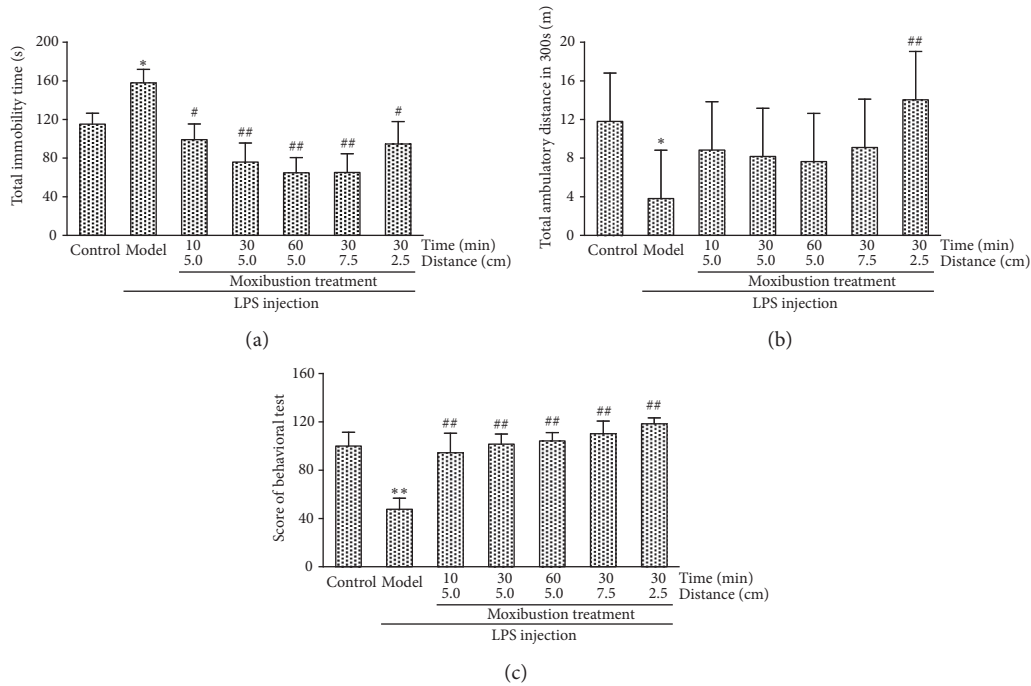 Total immobility time (s)
200
160
120
80
40
0
*
#
##
##
##
#
Control Model 10 30 60 30 30 Time (min)
5.0 5.0 5.0 7.5 2.5 Distance (cm)
Moxibustion treatment
LPS injection
(a)
Total ambulatory distance in 300s (m)
20
16
12
8
4
0
*
##
Control Model 10 30 60 30 30 Time (min)
5.0 5.0 5.0 7.5 2.5 Distance (cm)
Moxibustion treatment
LPS injection
(b)
Score of behavioral test
160
120
80
40
0
**
##
##
##
##
##
Control Model 10 30 60 30 30 Time (min)
5.0 5.0 5.0 7.5 2.5 Distance (cm)
Moxibustion treatment
LPS injection
(c)